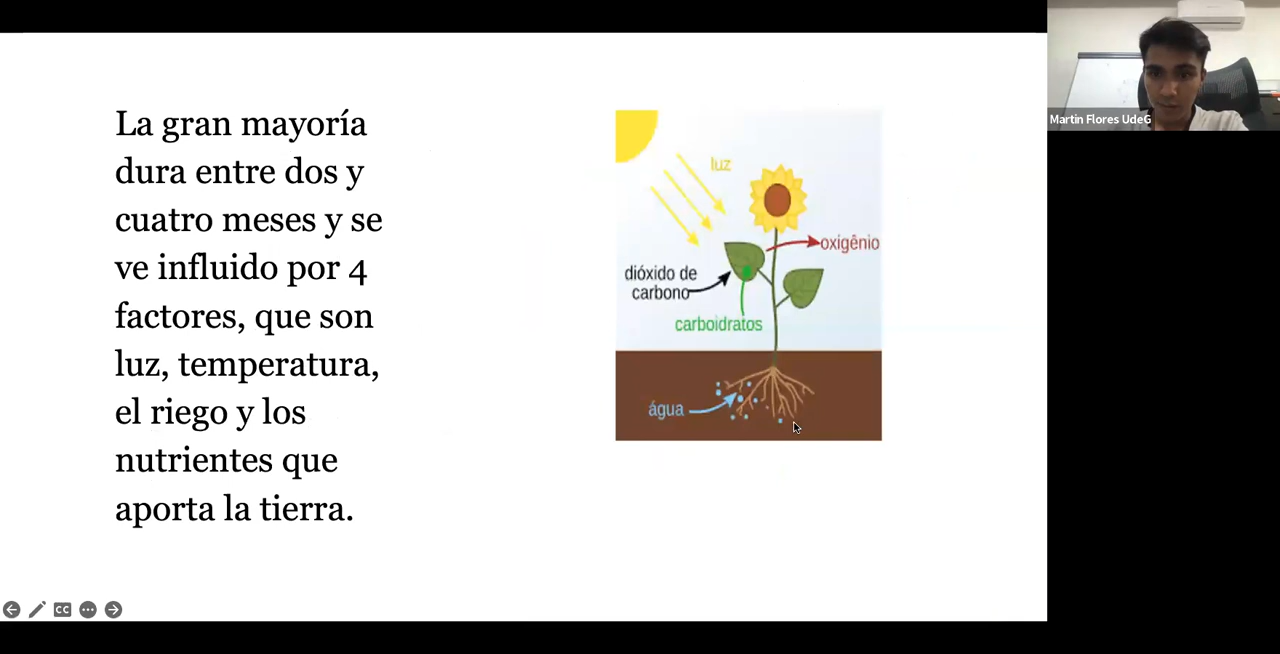 La gran mayoría
dura entre dos y
cuatro meses y se
ve influido por 4
factores, que son
luz, temperatura,
el riego y los
nutrientes que
aporta la tierra.
luz
oxigênio
dióxido de
carbono
carboidratos
água
Martin Flores UdeG
CC